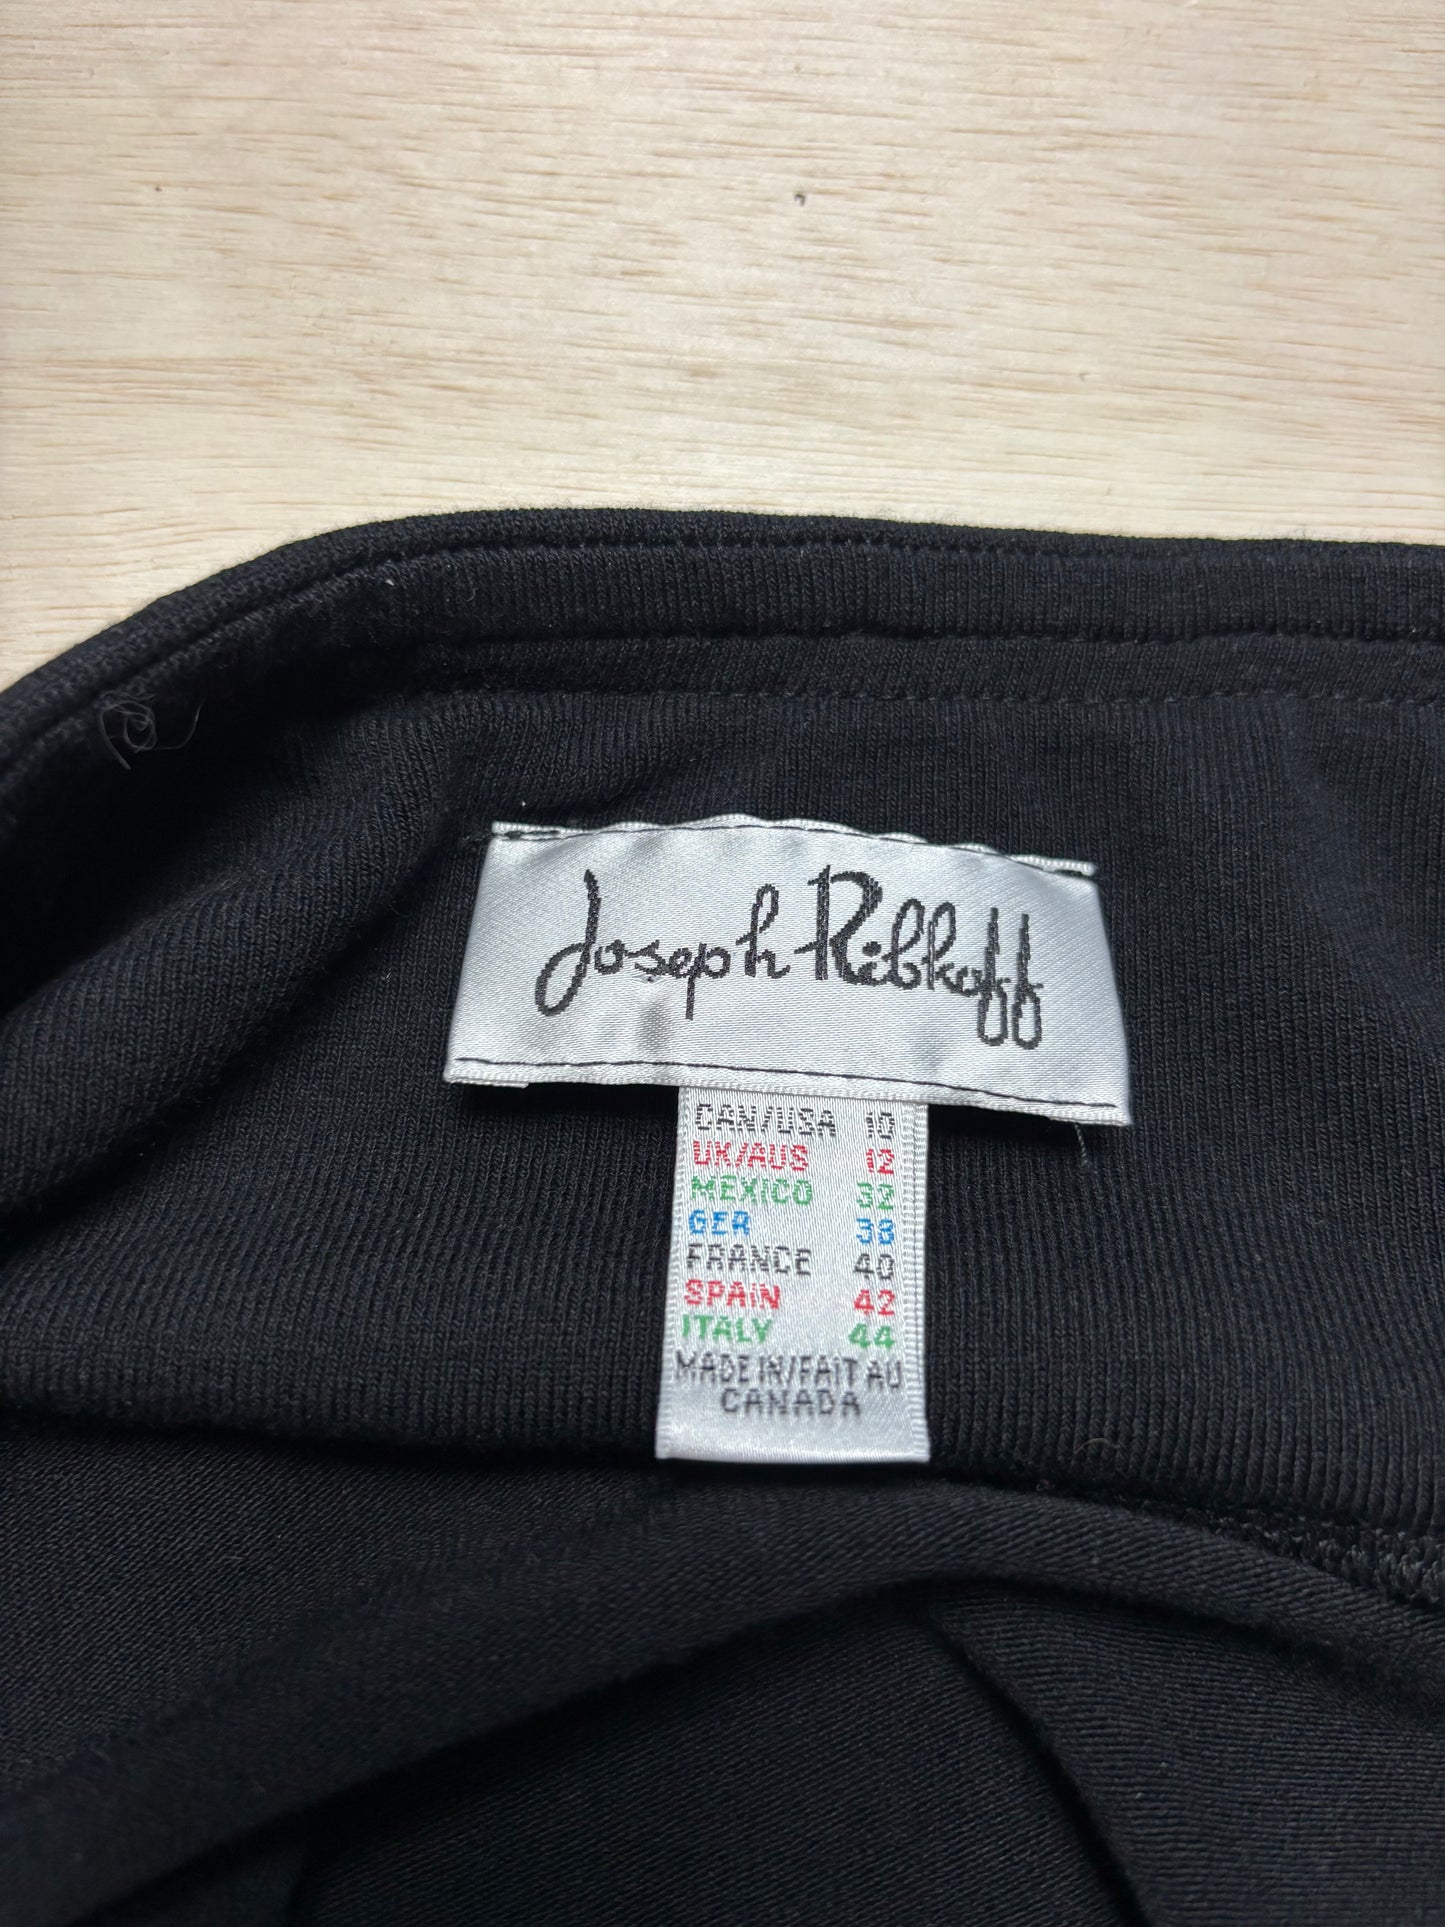 Joseph Ribkoff
CAN/USA 10
UK/AUS 12
MEXICO 32
GER 38
FRANCE 40
SPAIN 42
ITALY 44
MADE IN/FAIT AU
CANADA